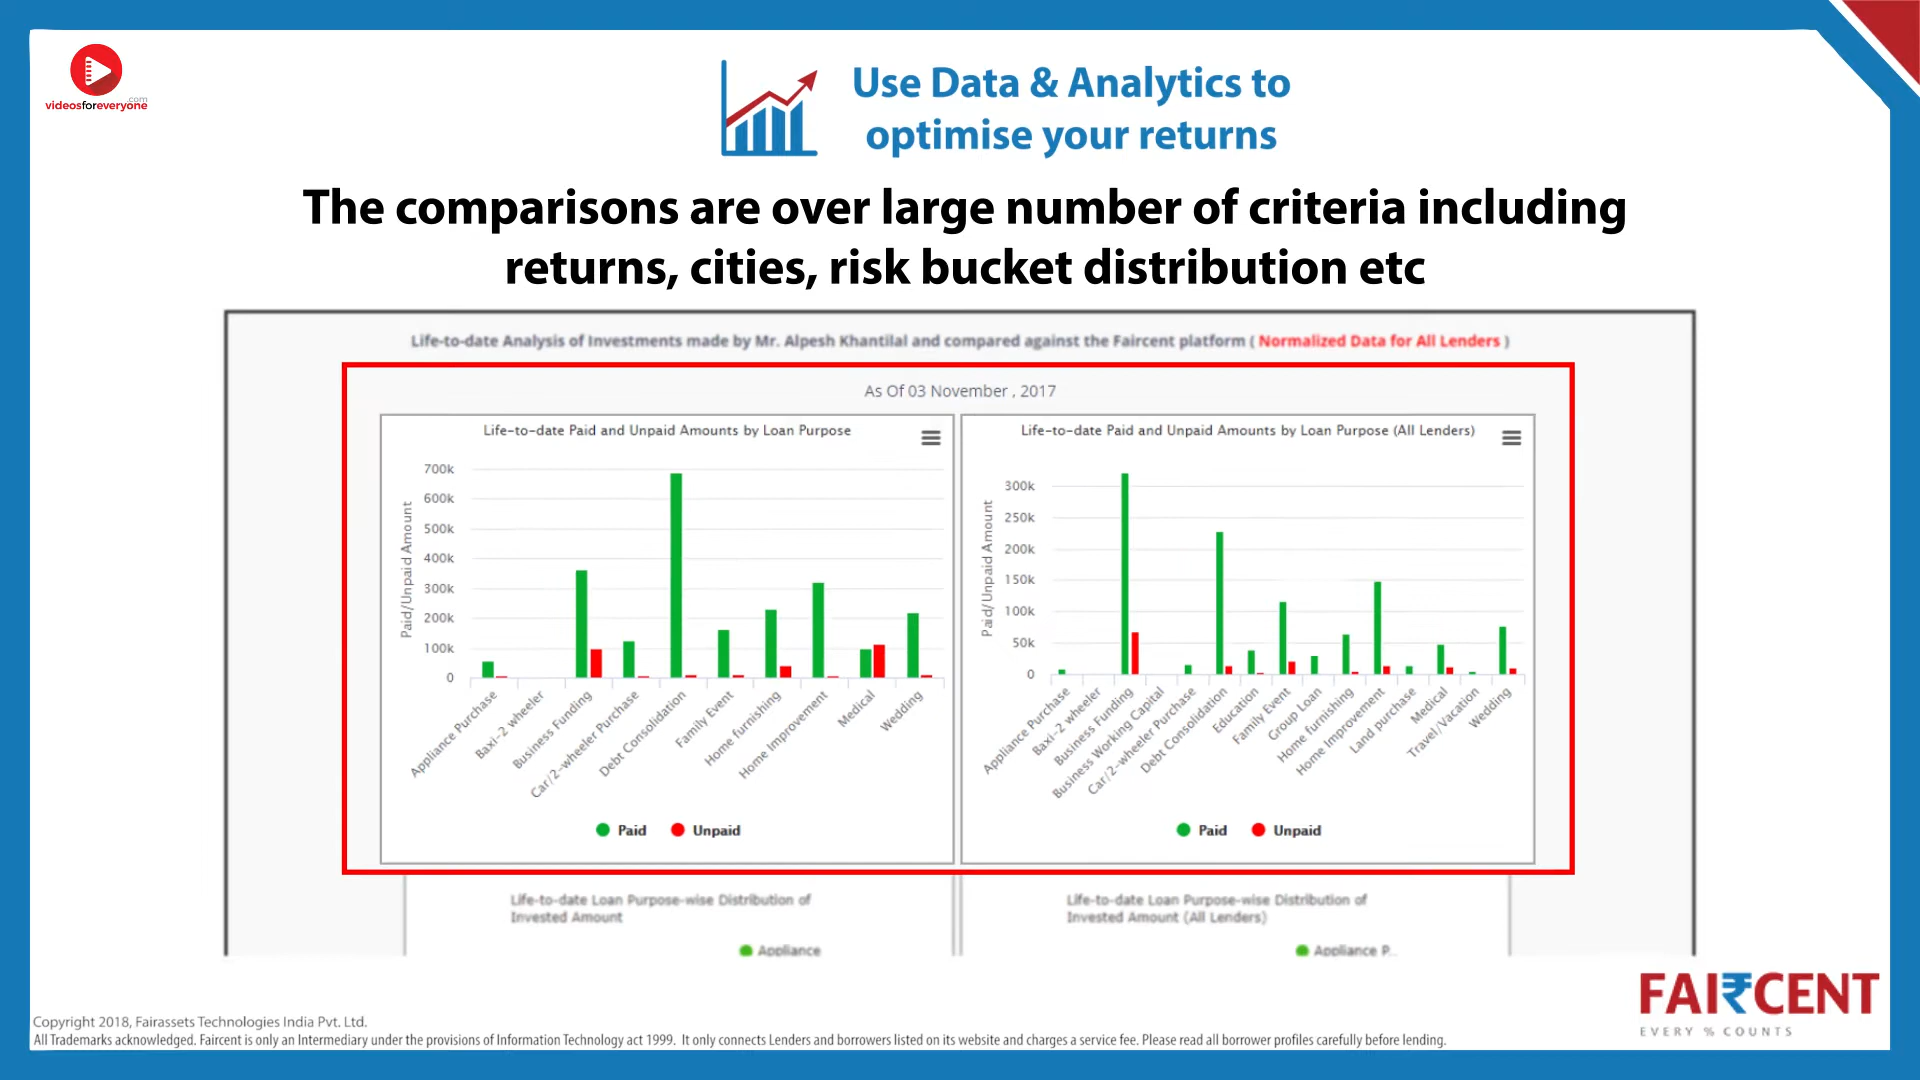 videosforeveryone
.com
Use Data & Analytics to
optimise your returns
The comparisons are over large number of criteria including
returns, cities, risk bucket distribution etc
Life-to-date Analysis of Investments made by Mr. Alpesh Khantilal and compared against the Faircent platform ( Normalized Data for All Lenders )
As Of 03 November , 2017
Life-to-date Paid and Unpaid Amounts by Loan Purpose
Paid/Unpaid Amount
700k
600k
500k
400k
300k
200k
100k
0
Appliance Purchase
Baxi-2 wheeler
Business Funding
Car/2-wheeler Purchase
Debt Consolidation
Family Event
Home furnishing
Home Improvement
Medical
Wedding
Paid Unpaid
Life-to-date Paid and Unpaid Amounts by Loan Purpose (All Lenders)
Paid/Unpaid Amount
300k
250k
200k
150k
100k
50k
0
Appliance Purchase
Baxi-2 wheeler
Business Funding
Business Working Capital
Car/2-wheeler Purchase
Debt Consolidation
Education
Family Event
Group Loan
Home furnishing
Home Improvement
Land purchase
Medical
Travel/Vacation
Wedding
Paid Unpaid
Life-to-date Loan Purpose-wise Distribution of
Invested Amount
Appliance
Life-to-date Loan Purpose-wise Distribution of
Invested Amount (All Lenders)
Appliance P...
FAI₹CENT
EVERY % COUNTS
Copyright 2018, Fairassets Technologies India Pvt. Ltd.
All Trademarks acknowledged. Faircent is only an Intermediary under the provisions of Information Technology act 1999. It only connects Lenders and borrowers listed on its website and charges a service fee. Please read all borrower profiles carefully before lending.